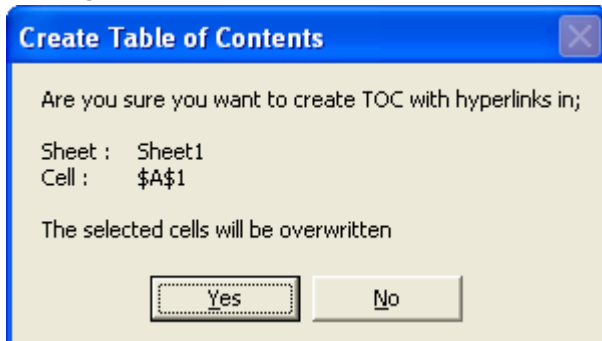 Create Table of Contents
Are you sure you want to create TOC with hyperlinks in;
Sheet : Sheet1
Cell : $A$1
The selected cells will be overwritten
Yes No